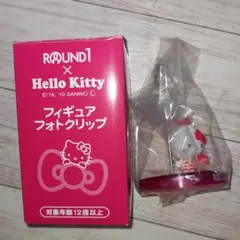 ROUND1
×
Hello Kitty
©'76, '10 SANRIO Ⓛ
フィギュア
フォトクリップ
対象年齢12歳以上